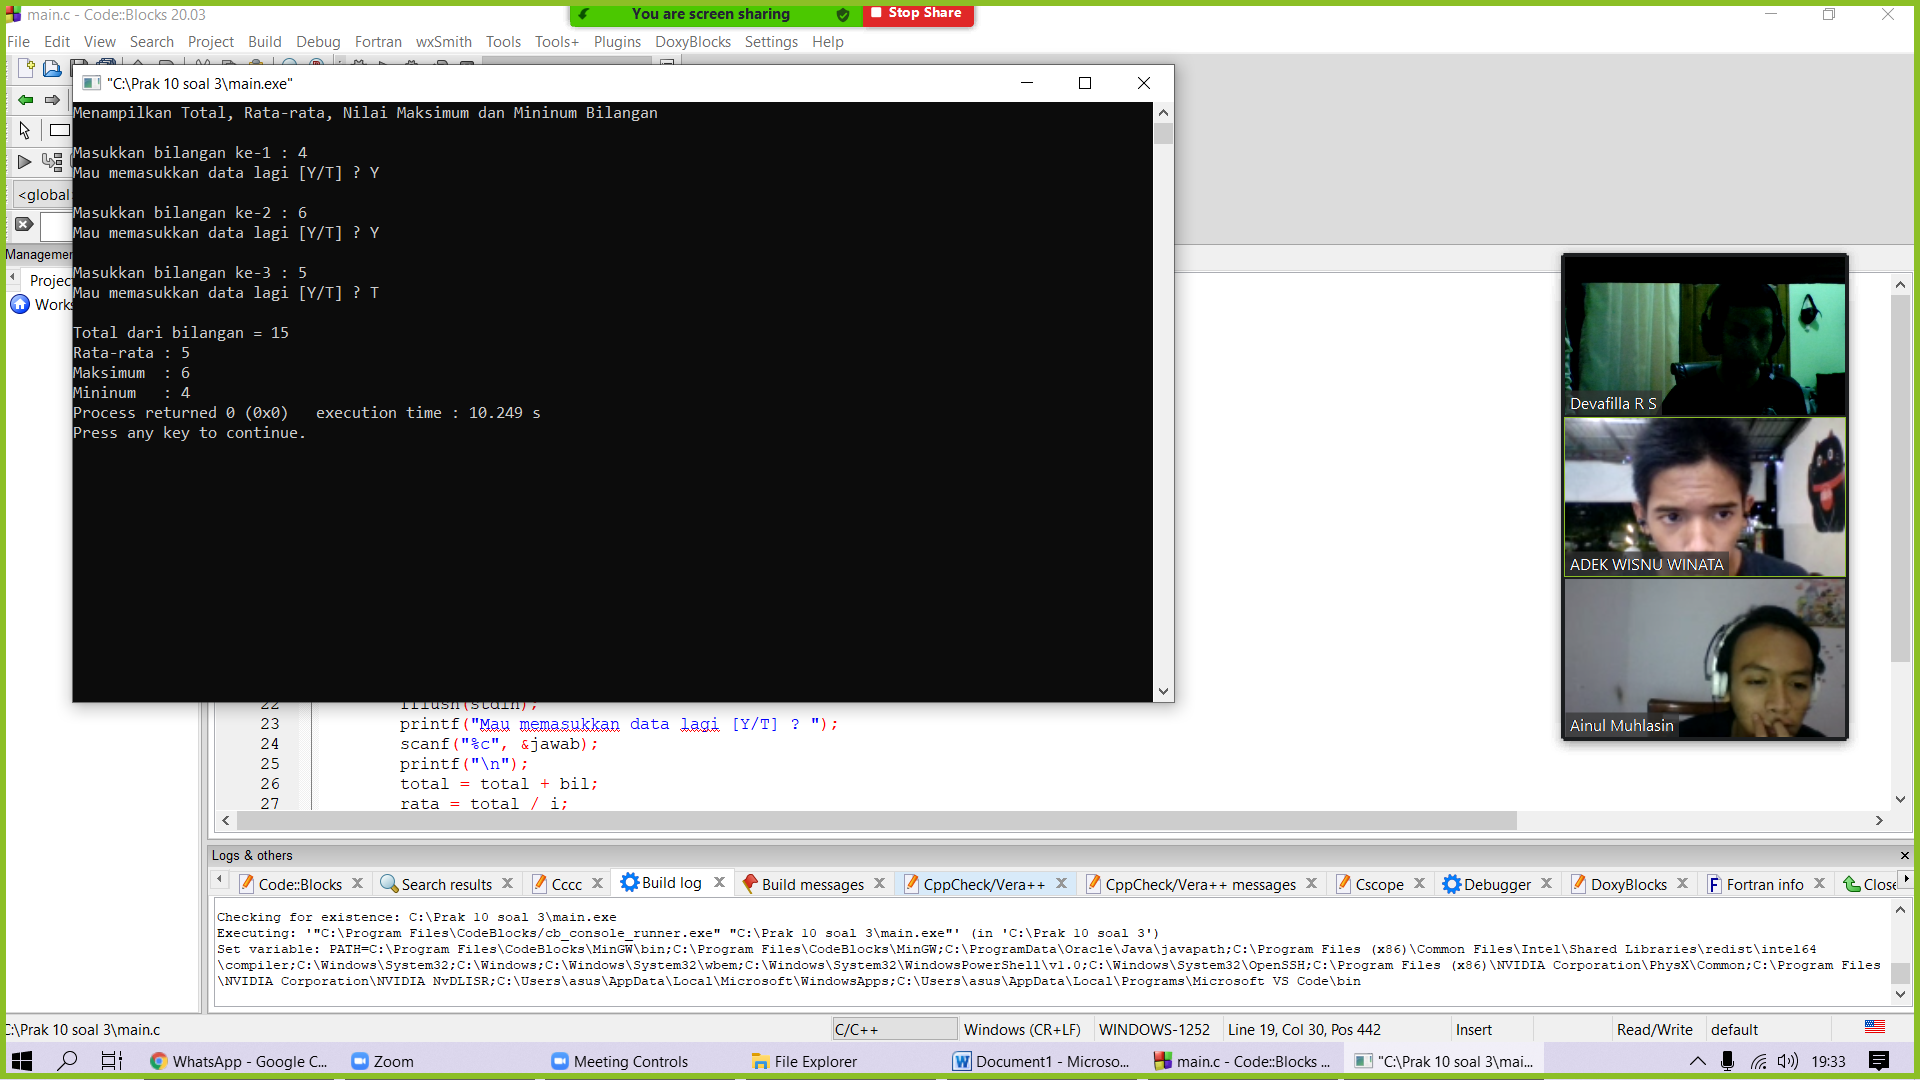 main.c - Code::Blocks 20.03
You are screen sharing
Stop Share
File Edit View Search Project Build Debug Fortran wxSmith Tools Tools+ Plugins DoxyBlocks Settings Help
"C:\Prak 10 soal 3\main.exe"
Menampilkan Total, Rata-rata, Nilai Maksimum dan Mininum Bilangan
Masukkan bilangan ke-1 : 4
Mau memasukkan data lagi [Y/T] ? Y
Masukkan bilangan ke-2 : 6
Mau memasukkan data lagi [Y/T] ? Y
Masukkan bilangan ke-3 : 5
Mau memasukkan data lagi [Y/T] ? T
Total dari bilangan = 15
Rata-rata : 5
Maksimum : 6
Mininum : 4
Process returned 0 (0x0) execution time : 10.249 s
Press any key to continue.
<global
Managemen
Projec
Works
Devafilla R S
ADEK WISNU WINATA
Ainul Muhlasin
22 fflush(stdin);
23 printf("Mau memasukkan data lagi [Y/T] ? ");
24 scanf("%c", &jawab);
25 printf("\n");
26 total = total + bil;
27 rata = total / i;
Logs & others
Code::Blocks Search results Cccc Build log Build messages CppCheck/Vera++ CppCheck/Vera++ messages Cscope Debugger DoxyBlocks Fortran info Close
Checking for existence: C:\Prak 10 soal 3\main.exe
Executing: '"C:\Program Files\CodeBlocks/cb_console_runner.exe" "C:\Prak 10 soal 3\main.exe"' (in 'C:\Prak 10 soal 3')
Set variable: PATH=C:\Program Files\CodeBlocks\MinGW\bin;C:\Program Files\CodeBlocks\MinGW;C:\ProgramData\Oracle\Java\javapath;C:\Program Files (x86)\Common Files\Intel\Shared Libraries\redist\intel64
\compiler;C:\Windows\System32;C:\Windows;C:\Windows\System32\wbem;C:\Windows\System32\WindowsPowerShell\v1.0;C:\Windows\System32\OpenSSH;C:\Program Files (x86)\NVIDIA Corporation\PhysX\Common;C:\Program Files
\NVIDIA Corporation\NVIDIA NvDLISR;C:\Users\asus\AppData\Local\Microsoft\WindowsApps;C:\Users\asus\AppData\Local\Programs\Microsoft VS Code\bin
C:\Prak 10 soal 3\main.c C/C++ Windows (CR+LF) WINDOWS-1252 Line 19, Col 30, Pos 442 Insert Read/Write default
WhatsApp - Google C... Zoom Meeting Controls File Explorer Document1 - Microso... main.c - Code::Blocks ... "C:\Prak 10 soal 3\mai... 19:33